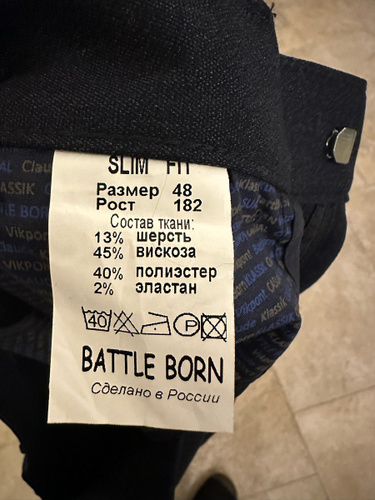 SLIM FIT
Размер 48
Рост 182
Состав ткани:
13% шерсть
45% вискоза
40% полиэстер
2% эластан
40 P
BATTLE BORN
Сделано в России